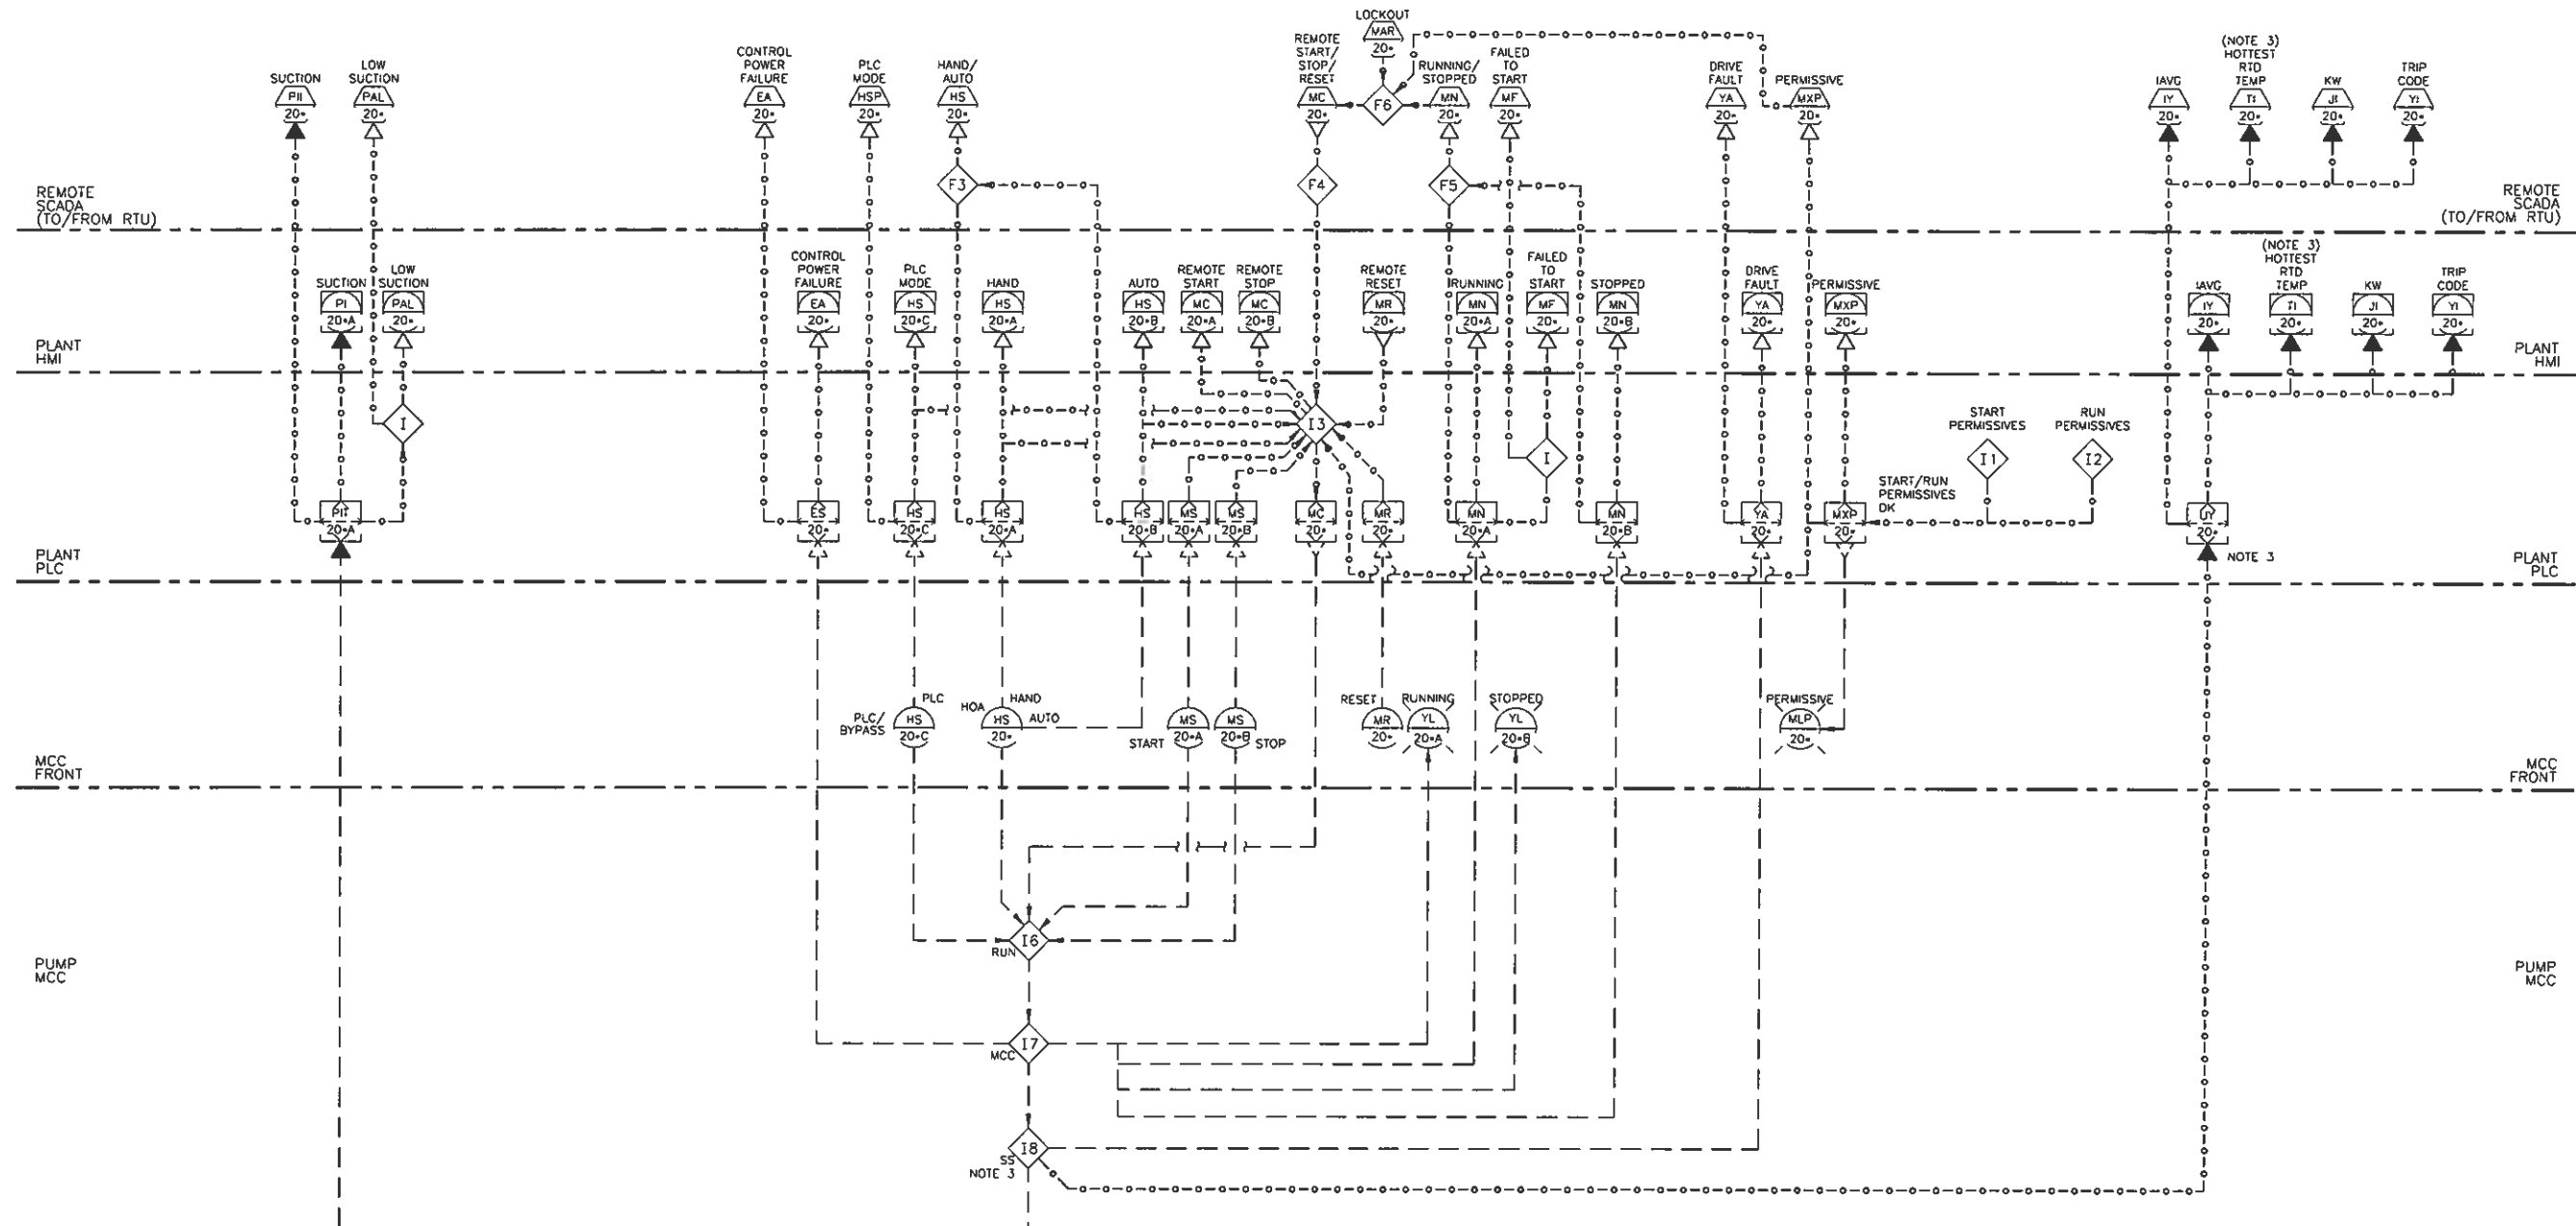 LOCKOUT
MAR
20*
REMOTE
START/
STOP/
RESET
MC
20*
F6
RUNNING/
STOPPED
MN
20*
FAILED
TO
START
MF
20*
SUCTION
PII
20*
LOW
SUCTION
PAL
20*
CONTROL
POWER
FAILURE
EA
20*
PLC
MODE
HSP
20*
HAND/
AUTO
HS
20*
DRIVE
FAULT
YA
20*
PERMISSIVE
MXP
20*
IAVG
IY
20*
(NOTE 3)
HOTTEST
RTD
TEMP
TI
20*
KW
JI
20*
TRIP
CODE
YI
20*
F3
F4
F5
REMOTE
SCADA
(TO/FROM RTU)
REMOTE
SCADA
(TO/FROM RTU)
SUCTION
PI
20*A
LOW
SUCTION
PAL
20*
CONTROL
POWER
FAILURE
EA
20*
PLC
MODE
HS
20*C
HAND
HS
20*A
AUTO
HS
20*B
REMOTE
START
MC
20*A
REMOTE
STOP
MC
20*B
REMOTE
RESET
MR
20*
RUNNING
MN
20*A
FAILED
TO
START
MF
20*
STOPPED
MN
20*B
DRIVE
FAULT
YA
20*
PERMISSIVE
MXP
20*
IAVG
IY
20*
(NOTE 3)
HOTTEST
RTD
TEMP
TI
20*
KW
JI
20*
TRIP
CODE
YI
20*
PLANT
HMI
PLANT
HMI
I
I3
I
START
PERMISSIVES
I1
RUN
PERMISSIVES
I2
START/RUN
PERMISSIVES
OK
PIT
20*A
ES
20*
HS
20*C
HS
20*A
HS
20*B
MS
20*A
MS
20*B
MC
20*
MR
20*
MN
20*A
MN
20*B
YA
20*
MXP
20*
UY
20*
NOTE 3
PLANT
PLC
PLANT
PLC
PLC/
BYPASS
PLC
HS
20*C
HOA
HAND
HS
20*
AUTO
MS
20*A
START
MS
20*B
STOP
RESET
MR
20*
RUNNING
YL
20*A
STOPPED
YL
20*B
PERMISSIVE
MLP
20*
MCC
FRONT
MCC
FRONT
I6
RUN
PUMP
MCC
PUMP
MCC
I7
MCC
I8
SS
NOTE 3